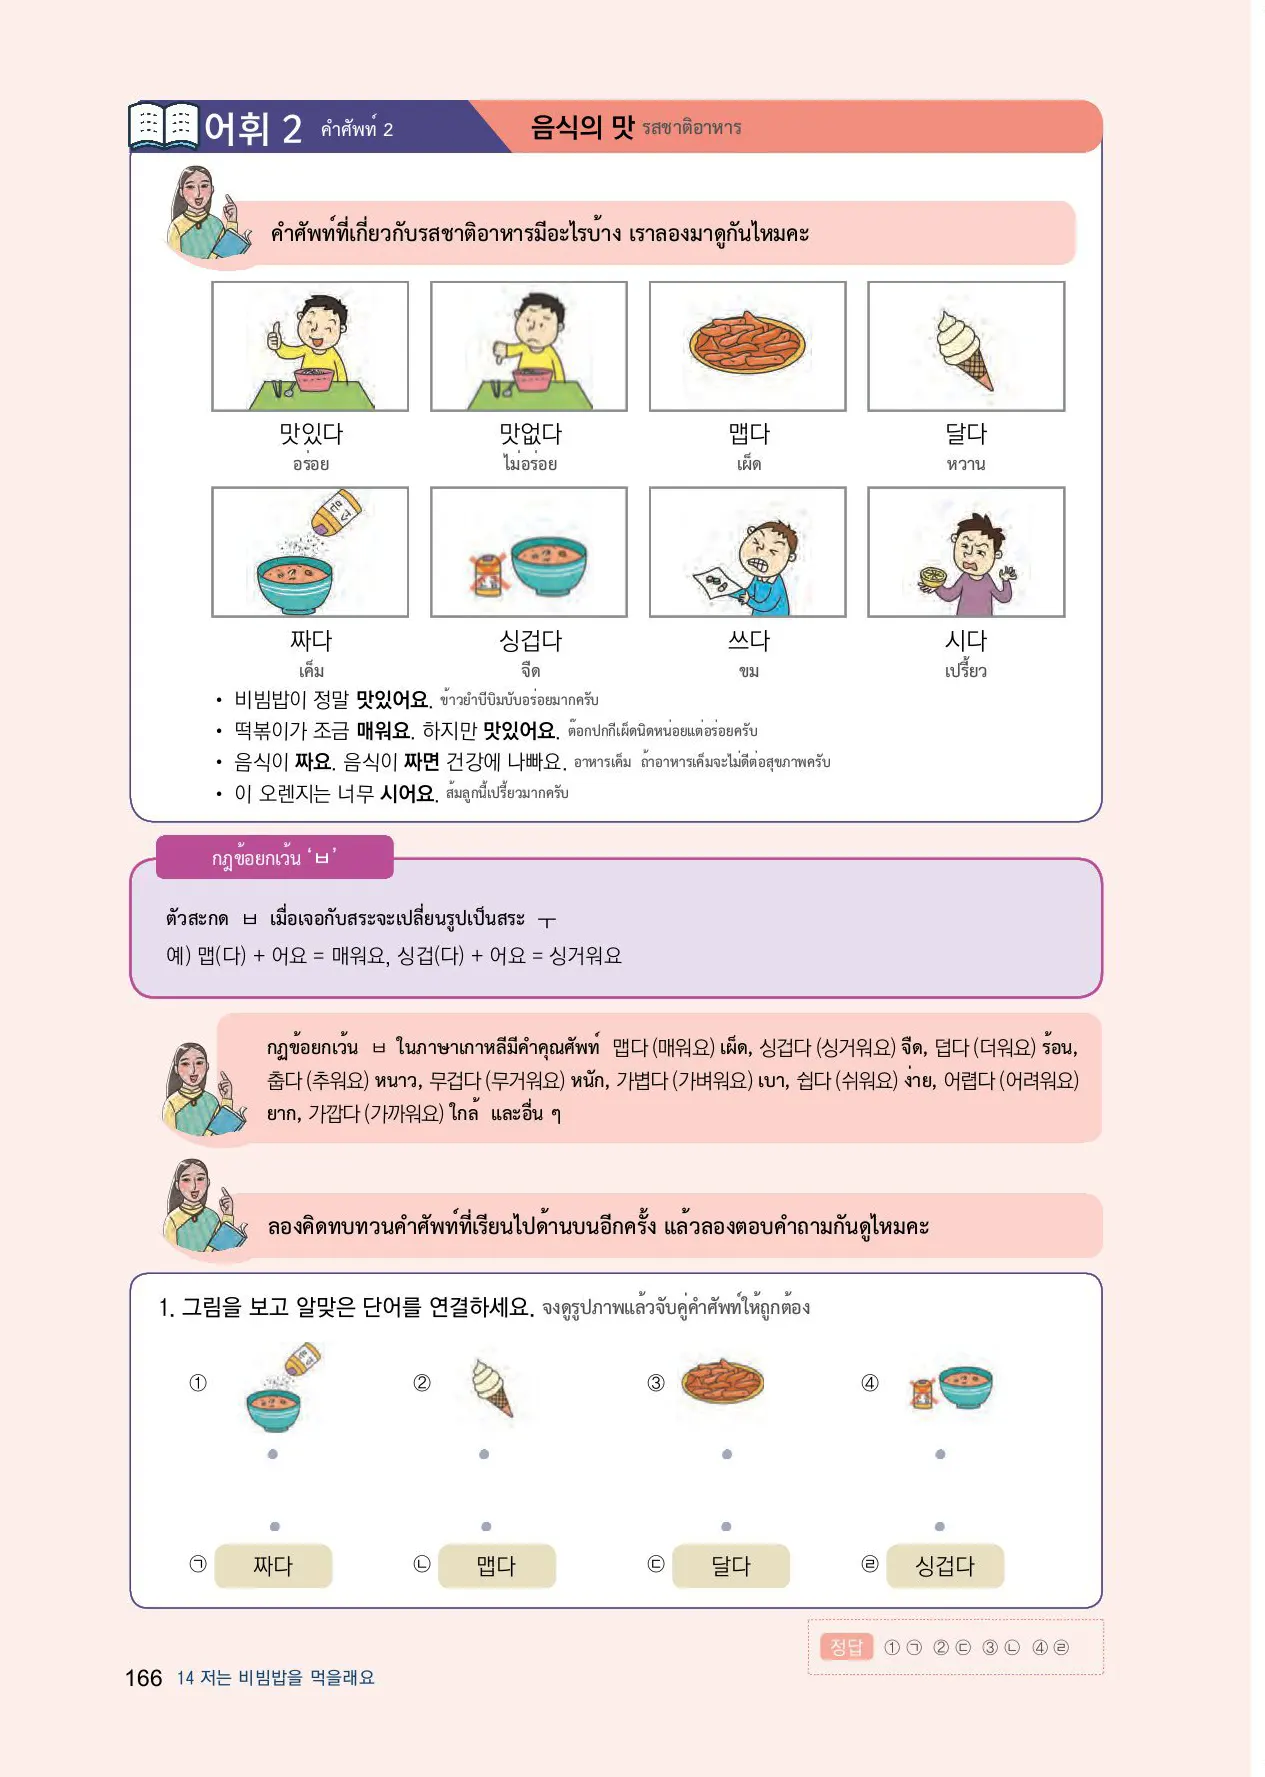 어휘 2 คำศัพท์ 2 음식의 맛 รสชาติอาหาร
คำศัพท์ที่เกี่ยวกับรสชาติอาหารมีอะไรบ้าง เราลองมาดูกันไหมคะ
맛있다 맛없다 맵다 달다
อร่อย ไม่อร่อย เผ็ด หวาน
짜다 싱겁다 쓰다 시다
เค็ม จืด ขม เปรี้ยว
• 비빔밥이 정말 맛있어요. ข้าวยำบีบิมบับอร่อยมากครับ
• 떡볶이가 조금 매워요. 하지만 맛있어요. ต๊อกปกกีเผ็ดนิดหน่อยแต่อร่อยครับ
• 음식이 짜요. 음식이 짜면 건강에 나빠요. อาหารเค็ม ถ้าอาหารเค็มจะไม่ดีต่อสุขภาพครับ
• 이 오렌지는 너무 시어요. ส้มลูกนี้เปรี้ยวมากครับ
กฎข้อยกเว้น ‘ㅂ’
ตัวสะกด ㅂ เมื่อเจอกับสระจะเปลี่ยนรูปเป็นสระ ㅜ
예) 맵(다) + 어요 = 매워요, 싱겁(다) + 어요 = 싱거워요
กฏข้อยกเว้น ㅂ ในภาษาเกาหลีมีคำคุณศัพท์ 맵다 (매워요) เผ็ด, 싱겁다 (싱거워요) จืด, 덥다 (더워요) ร้อน,
춥다 (추워요) หนาว, 무겁다 (무거워요) หนัก, 가볍다 (가벼워요) เบา, 쉽다 (쉬워요) ง่าย, 어렵다 (어려워요)
ยาก, 가깝다 (가까워요) ใกล้ และอื่น ๆ
ลองคิดทบทวนคำศัพท์ที่เรียนไปด้านบนอีกครั้ง แล้วลองตอบคำถามกันดูไหมคะ
1. 그림을 보고 알맞은 단어를 연결하세요. จงดูรูปภาพแล้วจับคู่คำศัพท์ให้ถูกต้อง
① ② ③ ④
㉠ 짜다 ㉡ 맵다 ㉢ 달다 ㉣ 싱겁다
정답 ① ㉠ ② ㉢ ③ ㉡ ④ ㉣
166 14 저는 비빔밥을 먹을래요